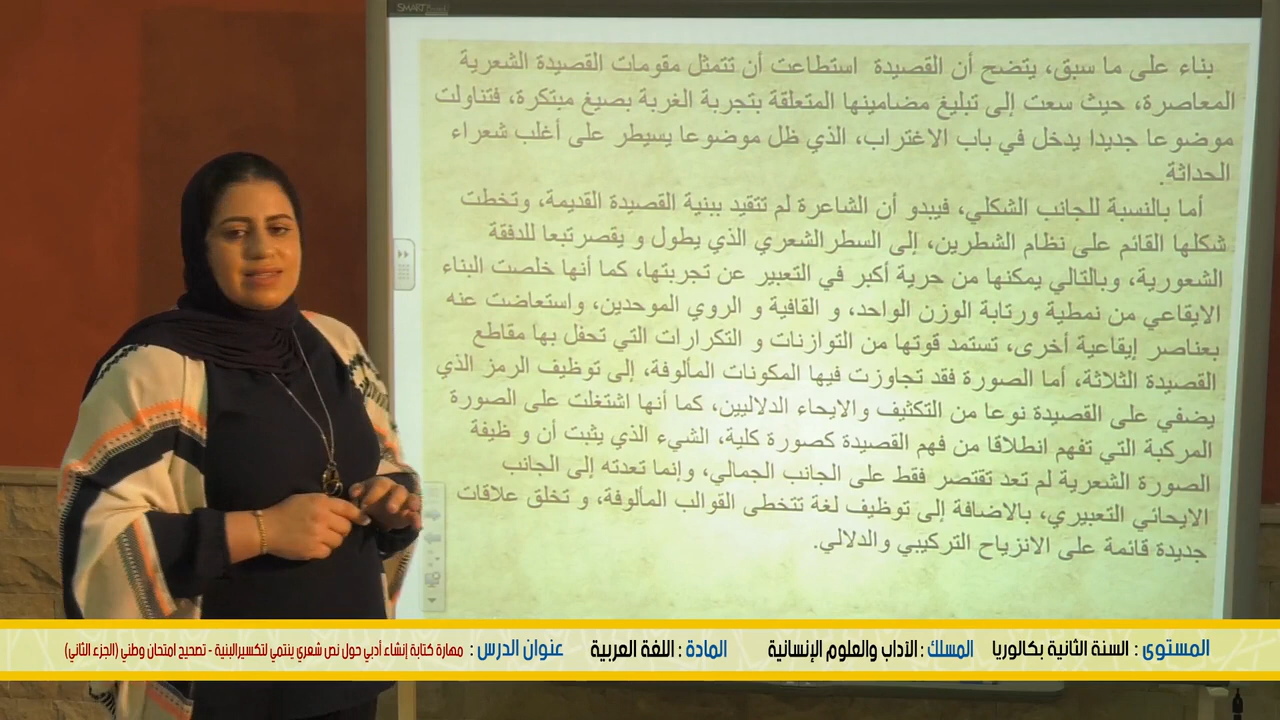 SMART Board
بناء على ما سبق، يتضح أن القصيدة استطاعت أن تتمثل مقومات القصيدة الشعرية
المعاصرة، حيث سعت إلى تبليغ مضامينها المتعلقة بتجربة الغربة بصيغ مبتكرة، فتناولت
موضوعا جديدا يدخل في باب الاغتراب، الذي ظل موضوعا يسيطر على أغلب شعراء
الحداثة.
أما بالنسبة للجانب الشكلي، فيبدو أن الشاعرة لم تتقيد ببنية القصيدة القديمة، وتخطت
شكلها القائم على نظام الشطرين، إلى السطرالشعري الذي يطول و يقصرتبعا للدفقة
الشعورية، وبالتالي يمكنها من حرية أكبر في التعبير عن تجربتها، كما أنها خلصت البناء
الايقاعي من نمطية ورتابة الوزن الواحد، و القافية و الروي الموحدين، واستعاضت عنه
بعناصر إيقاعية أخرى، تستمد قوتها من التوازنات و التكرارات التي تحفل بها مقاطع
القصيدة الثلاثة، أما الصورة فقد تجاوزت فيها المكونات المألوفة، إلى توظيف الرمز الذي
يضفي على القصيدة نوعا من التكثيف والايحاء الدلاليين، كما أنها اشتغلت على الصورة
المركبة التي تفهم انطلاقا من فهم القصيدة كصورة كلية، الشيء الذي يثبت أن و ظيفة
الصورة الشعرية لم تعد تقتصر فقط على الجانب الجمالي، وإنما تعدته إلى الجانب
الايحائي التعبيري، بالاضافة إلى توظيف لغة تتخطى القوالب المألوفة، و تخلق علاقات
جديدة قائمة على الانزياح التركيبي والدلالي.
المستوى : السنة الثانية بكالوريا المسلك : الآداب والعلوم الإنسانية المادة : اللغة العربية عنوان الدرس : مهارة كتابة إنشاء أدبي حول نص شعري ينتمي لتكسيرالبنية - تصحيح امتحان وطني (الجزء الثاني)